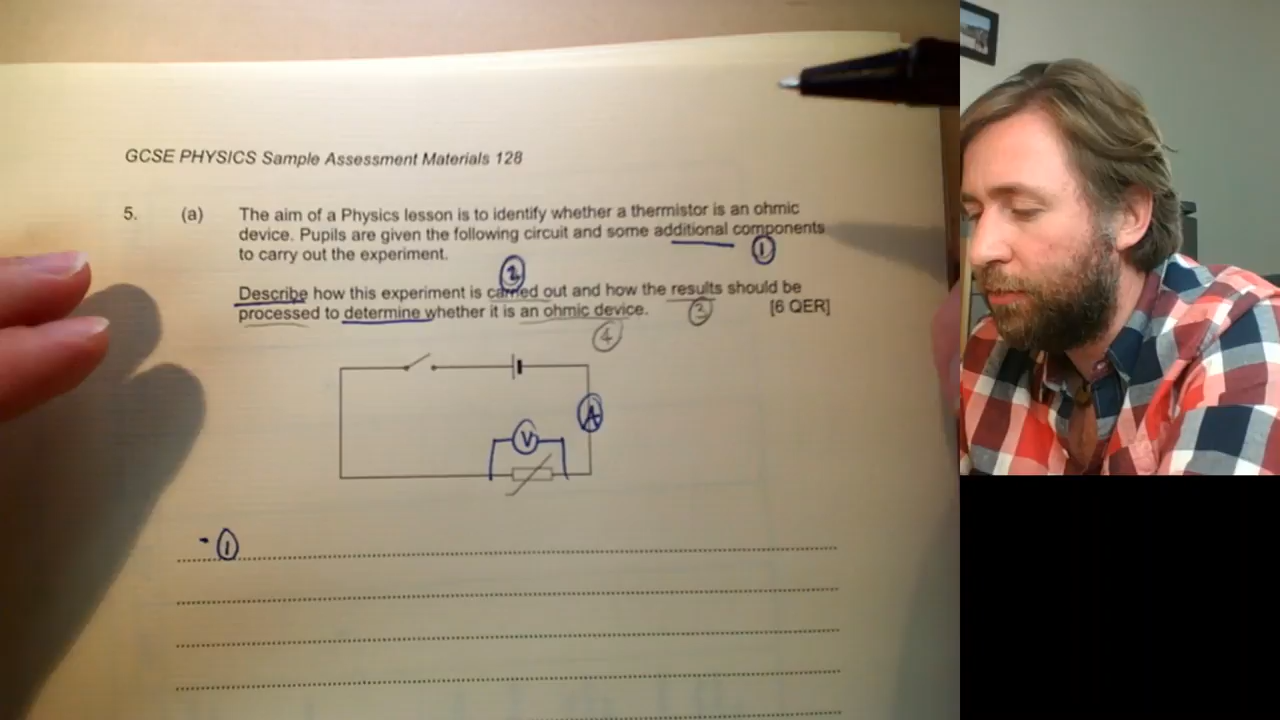 GCSE PHYSICS Sample Assessment Materials 128
5. (a) The aim of a Physics lesson is to identify whether a thermistor is an ohmic
device. Pupils are given the following circuit and some additional components
to carry out the experiment.
1
2
Describe how this experiment is carried out and how the results should be
processed to determine whether it is an ohmic device. [6 QER]
3
4
A
V
- 1